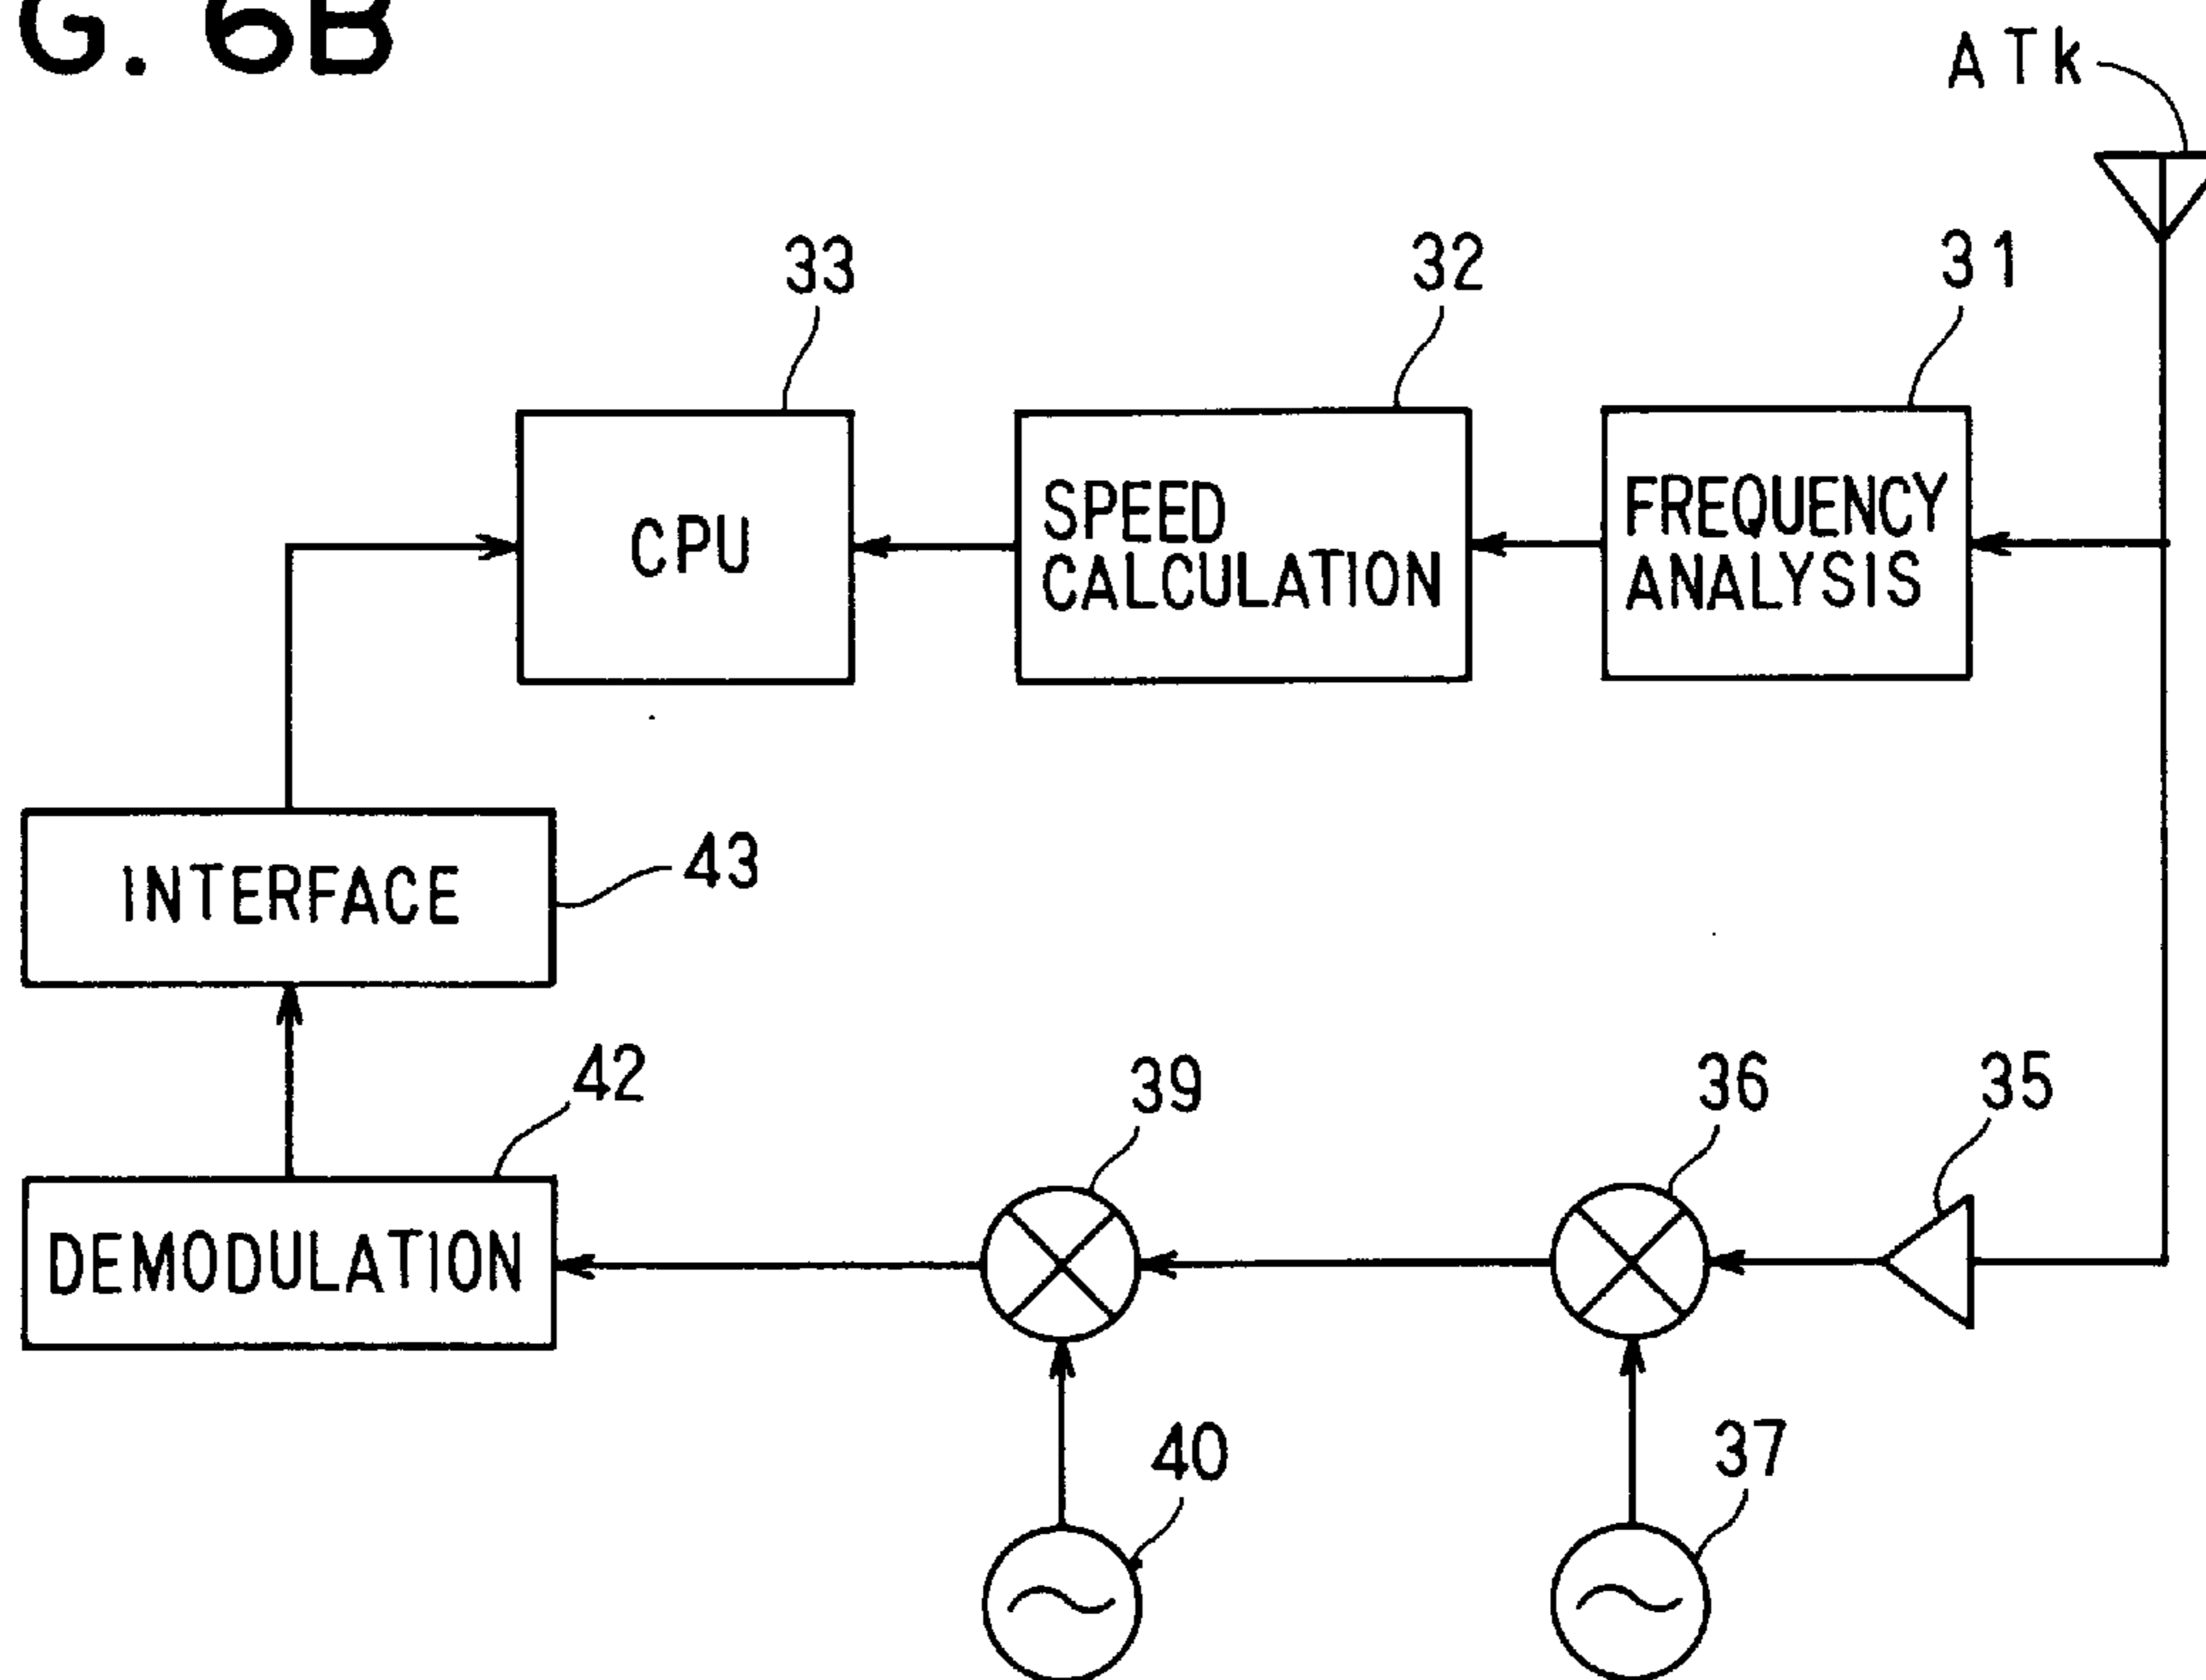 G. 6B
ATk
33
32
31
CPU
SPEED
CALCULATION
FREQUENCY
ANALYSIS
INTERFACE
43
42
39
36
35
DEMODULATION
40
37